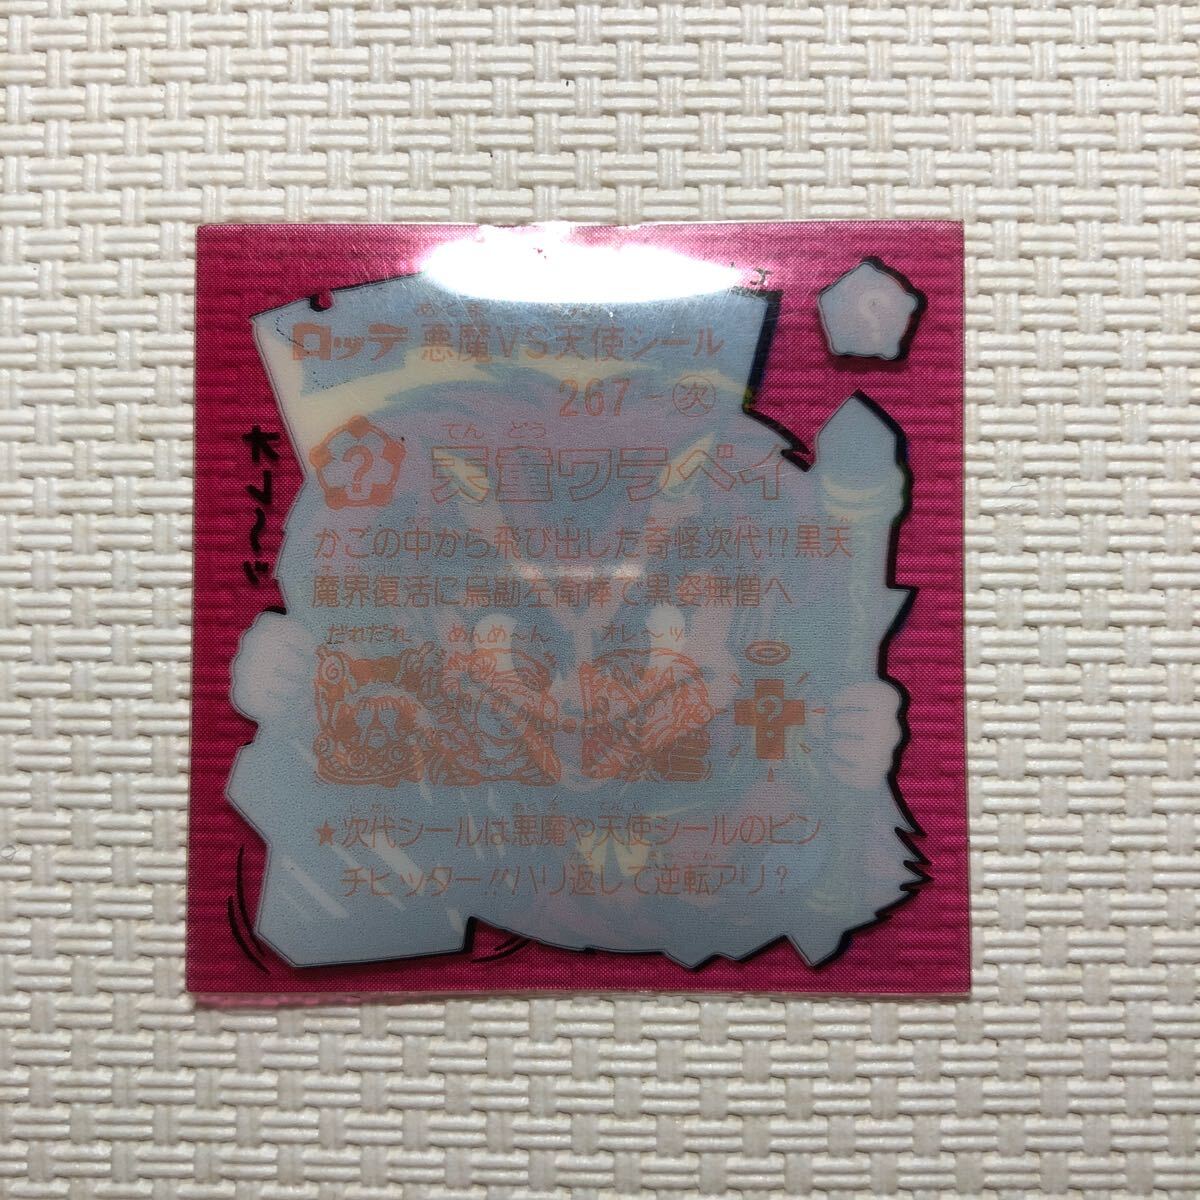 ロッテ 悪魔VS天使シール
267-次
てんどう
? 天童ワラベイ
かごの中から飛び出した奇怪次代!?黒天
魔界復活に烏勘左衛棒で黒姿無僧へ
だれだれ めんめ〜ん オレ〜ッ
?
★次代シールは悪魔や天使シールのピン
チヒッター!!ハリ返して逆転アリ?